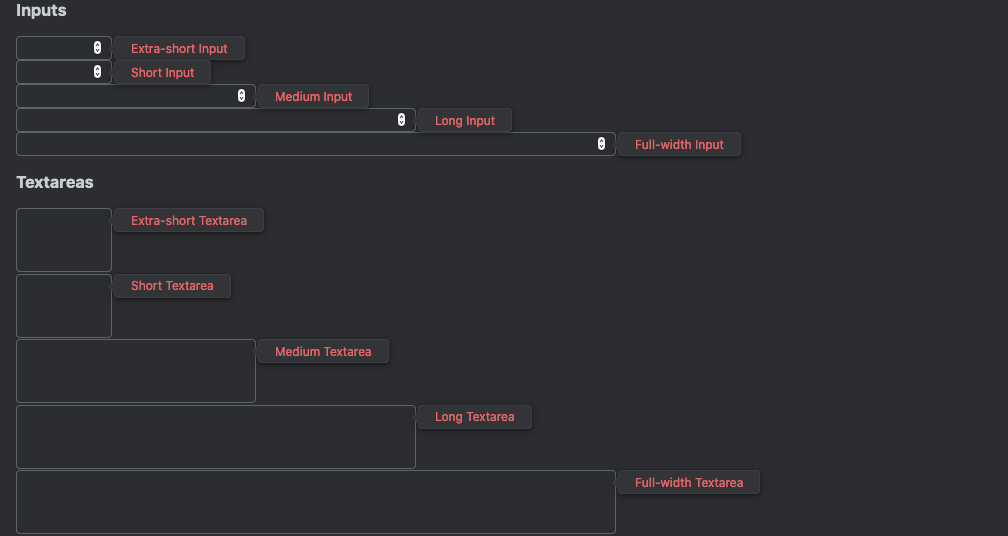 Inputs
Extra-short Input
Short Input
Medium Input
Long Input
Full-width Input
Textareas
Extra-short Textarea
Short Textarea
Medium Textarea
Long Textarea
Full-width Textarea